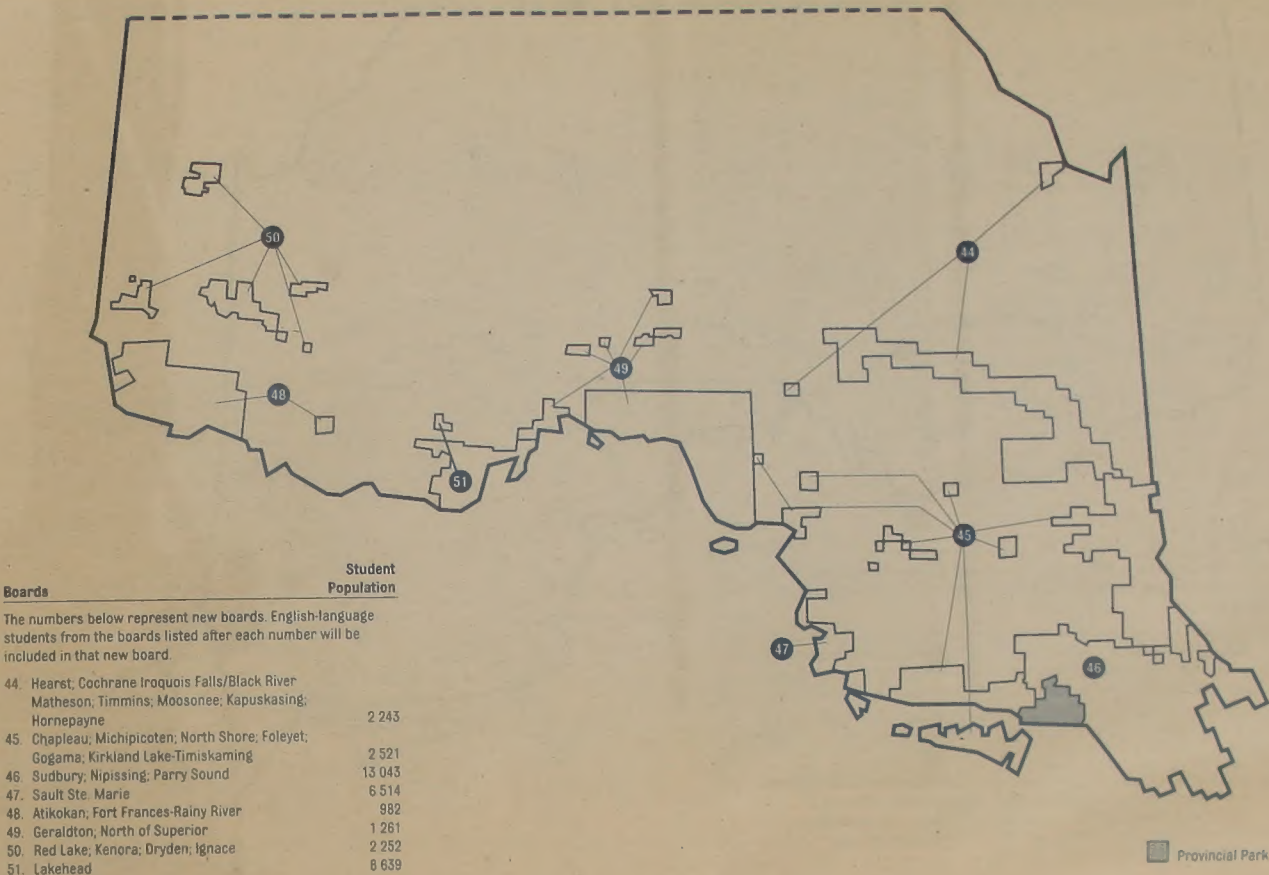 50
44
49
48
51
45
47
46
Boards Student Population
The numbers below represent new boards. English-language
students from the boards listed after each number will be
included in that new board.
44. Hearst; Cochrane Iroquois Falls/Black River
Matheson; Timmins; Moosonee; Kapuskasing;
Hornepayne 2 243
45. Chapleau; Michipicoten; North Shore; Foleyet;
Gogama; Kirkland Lake-Timiskaming 2 521
46. Sudbury; Nipissing; Parry Sound 13 043
47. Sault Ste. Marie 6 514
48. Atikokan; Fort Frances-Rainy River 982
49. Geraldton; North of Superior 1 261
50. Red Lake; Kenora; Dryden; Ignace 2 252
51. Lakehead 8 639
Provincial Park